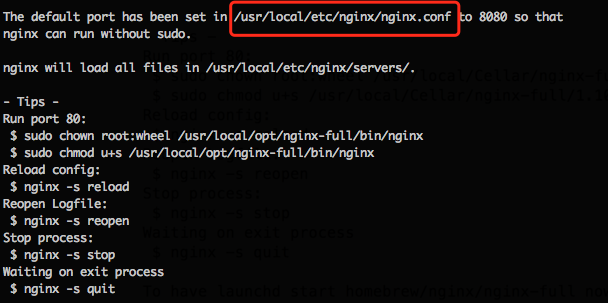 The default port has been set in /usr/local/etc/nginx/nginx.conf to 8080 so that
nginx can run without sudo.
nginx will load all files in /usr/local/etc/nginx/servers/.
- Tips -
Run port 80:
$ sudo chown root:wheel /usr/local/opt/nginx-full/bin/nginx
$ sudo chmod u+s /usr/local/opt/nginx-full/bin/nginx
Reload config:
$ nginx -s reload
Reopen Logfile:
$ nginx -s reopen
Stop process:
$ nginx -s stop
Waiting on exit process
$ nginx -s quit